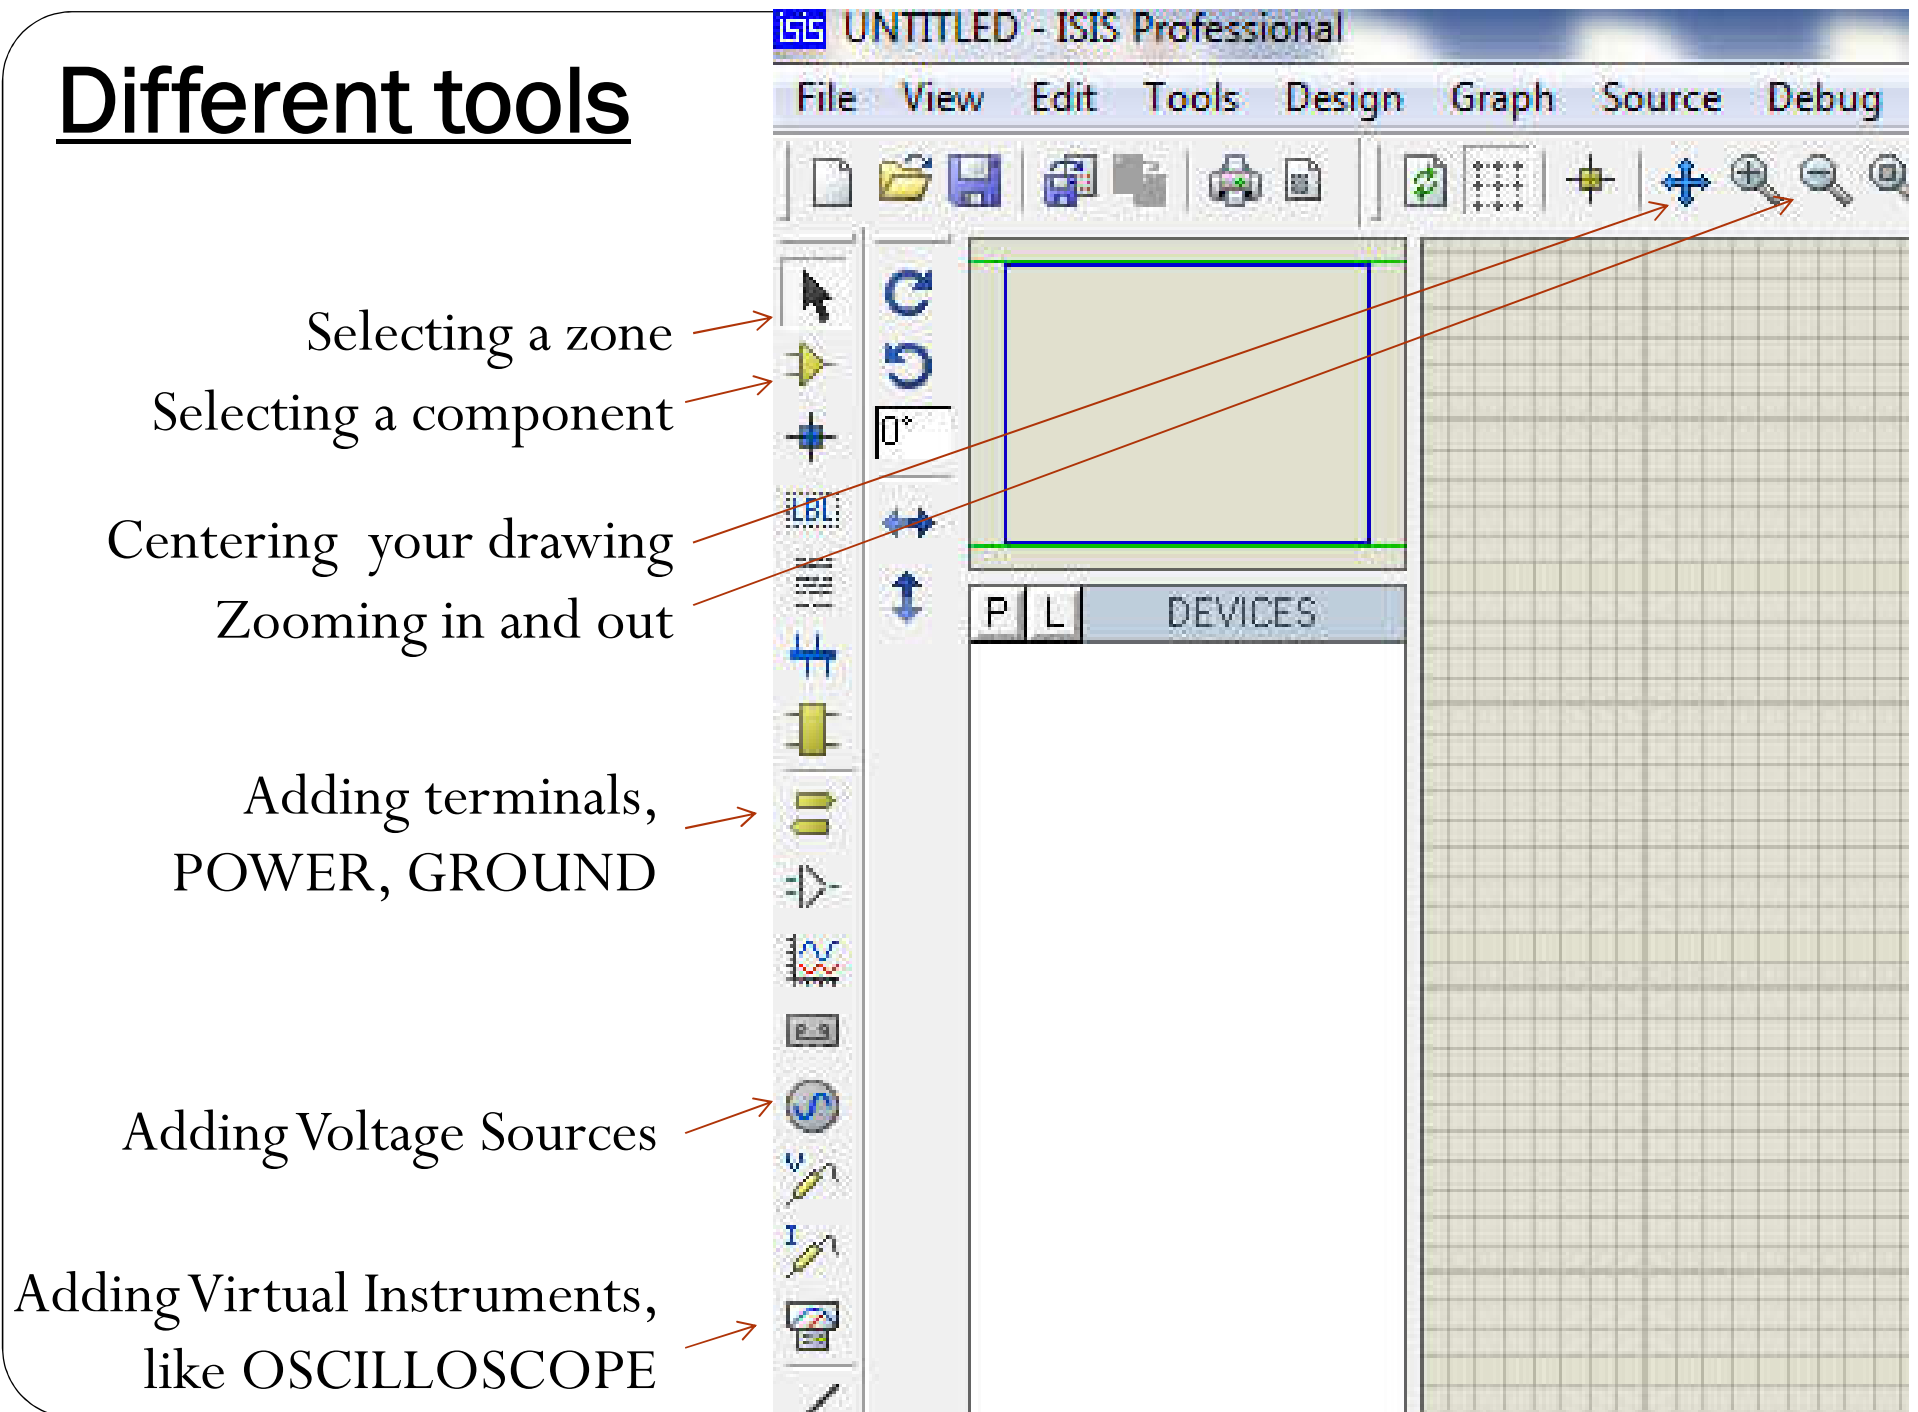 Different tools
isis UNTITLED - ISIS Professional
File View Edit Tools Design Graph Source Debug
Selecting a zone
Selecting a component
0°
LBL
Centering your drawing
Zooming in and out
P L DEVICES
Adding terminals,
POWER, GROUND
Adding Voltage Sources
V
I
Adding Virtual Instruments,
like OSCILLOSCOPE